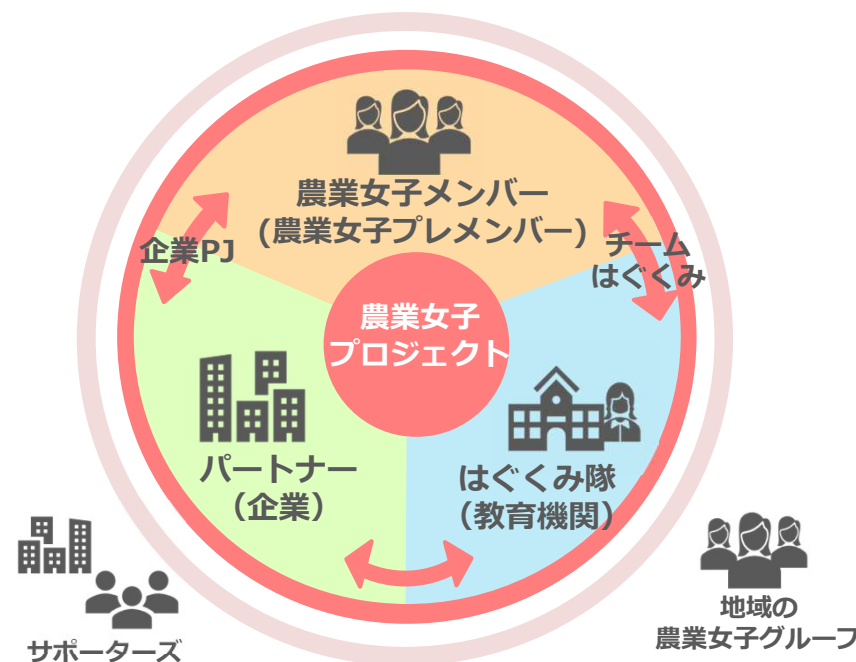 農業女子メンバー
（農業女子プレメンバー）
企業PJ
チーム
はぐくみ
農業女子
プロジェクト
パートナー
（企業）
はぐくみ隊
（教育機関）
サポーターズ
地域の
農業女子グループ